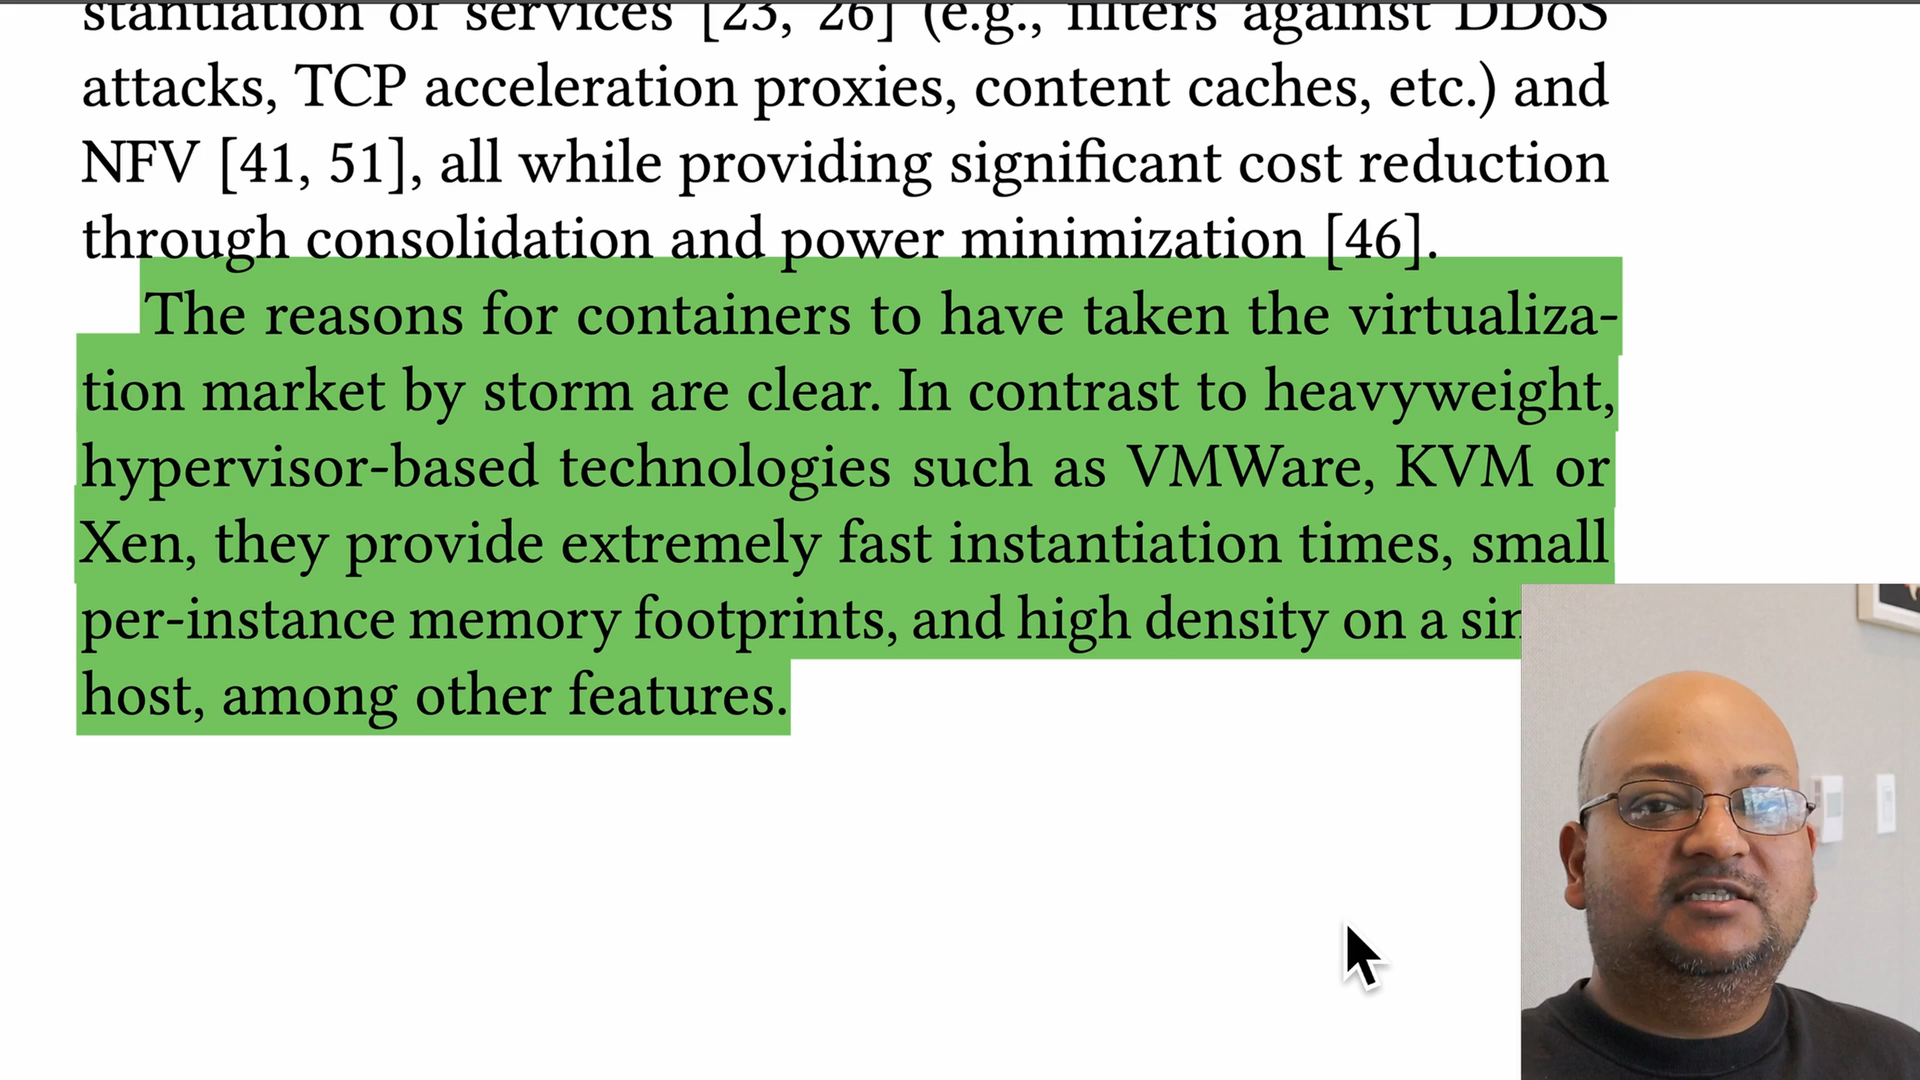 stantiation of services [23, 26] (e.g., filters against DDoS
attacks, TCP acceleration proxies, content caches, etc.) and
NFV [41, 51], all while providing significant cost reduction
through consolidation and power minimization [46].
The reasons for containers to have taken the virtualiza-
tion market by storm are clear. In contrast to heavyweight,
hypervisor-based technologies such as VMWare, KVM or
Xen, they provide extremely fast instantiation times, small
per-instance memory footprints, and high density on a sin
host, among other features.